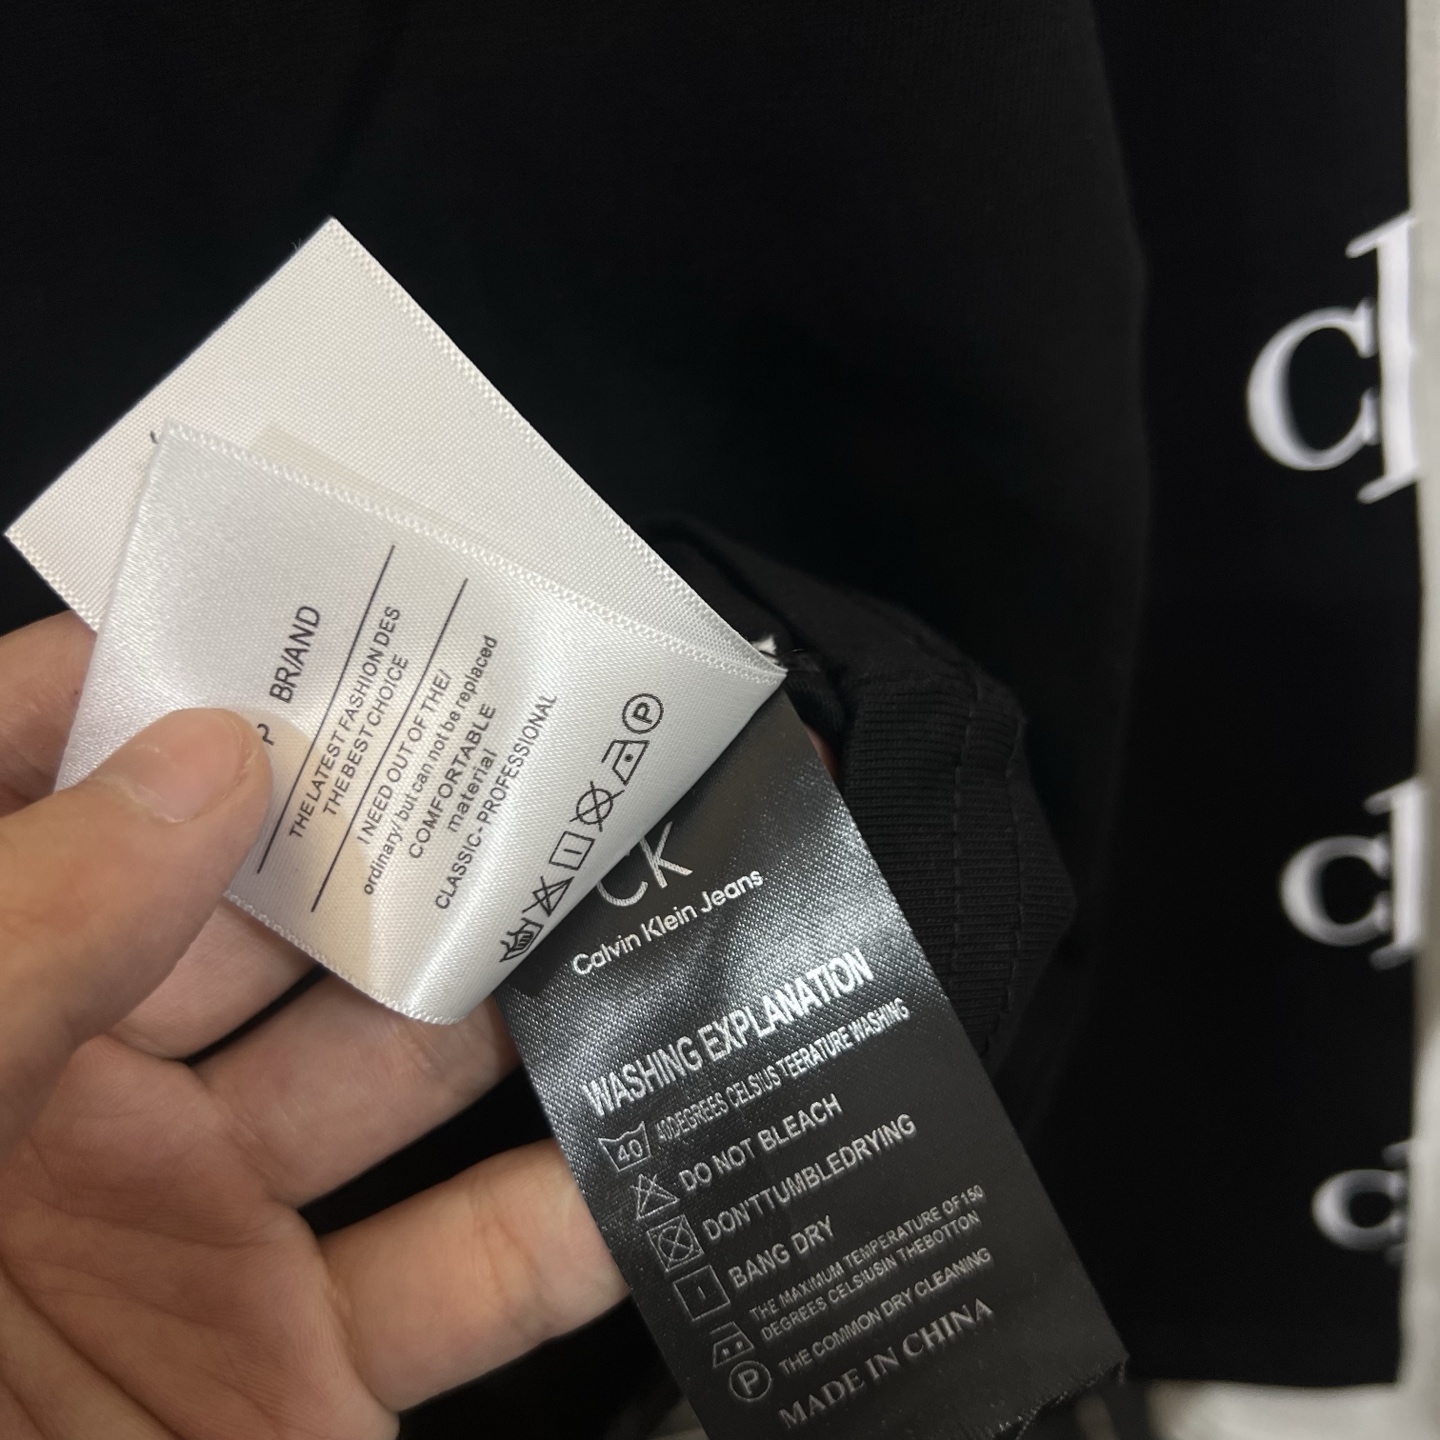 BR/AND
THE LATEST FASHION DES
THE BEST CHOICE
I NEED OUT OF THE/
ordinary/ but can not be replaced
COMFORTABLE
material
CLASSIC- PROFESSIONAL
P
CK
Calvin Klein Jeans
WASHING EXPLANATION
40 40DEGREES CELSIUS TEERATURE WASHING
DO NOT BLEACH
DON'TTUMBLEDRYING
BANG DRY
THE MAXIMUM TEMPERATURE OF150
DEGREES CELSIUSIN THEBOTTON
P THE COMMON DRY CLEANING
MADE IN CHINA
c
c
c